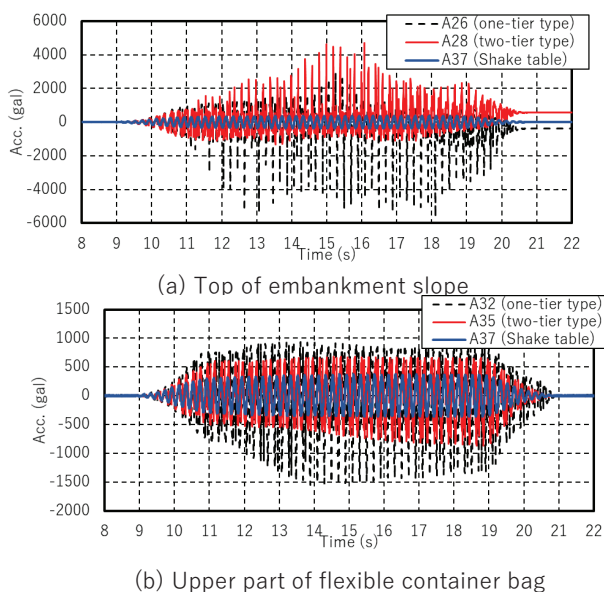 A26 (one-tier type)
A28 (two-tier type)
A37 (Shake table)
6000
4000
2000
0
-2000
-4000
-6000
Acc. (gal)
8 9 10 11 12 13 14 15 16 17 18 19 20 21 22
Time (s)
(a) Top of embankment slope
A32 (one-tier type)
A35 (two-tier type)
A37 (Shake table)
1500
1000
500
0
-500
-1000
-1500
-2000
Acc. (gal)
8 9 10 11 12 13 14 15 16 17 18 19 20 21 22
Time (s)
(b) Upper part of flexible container bag